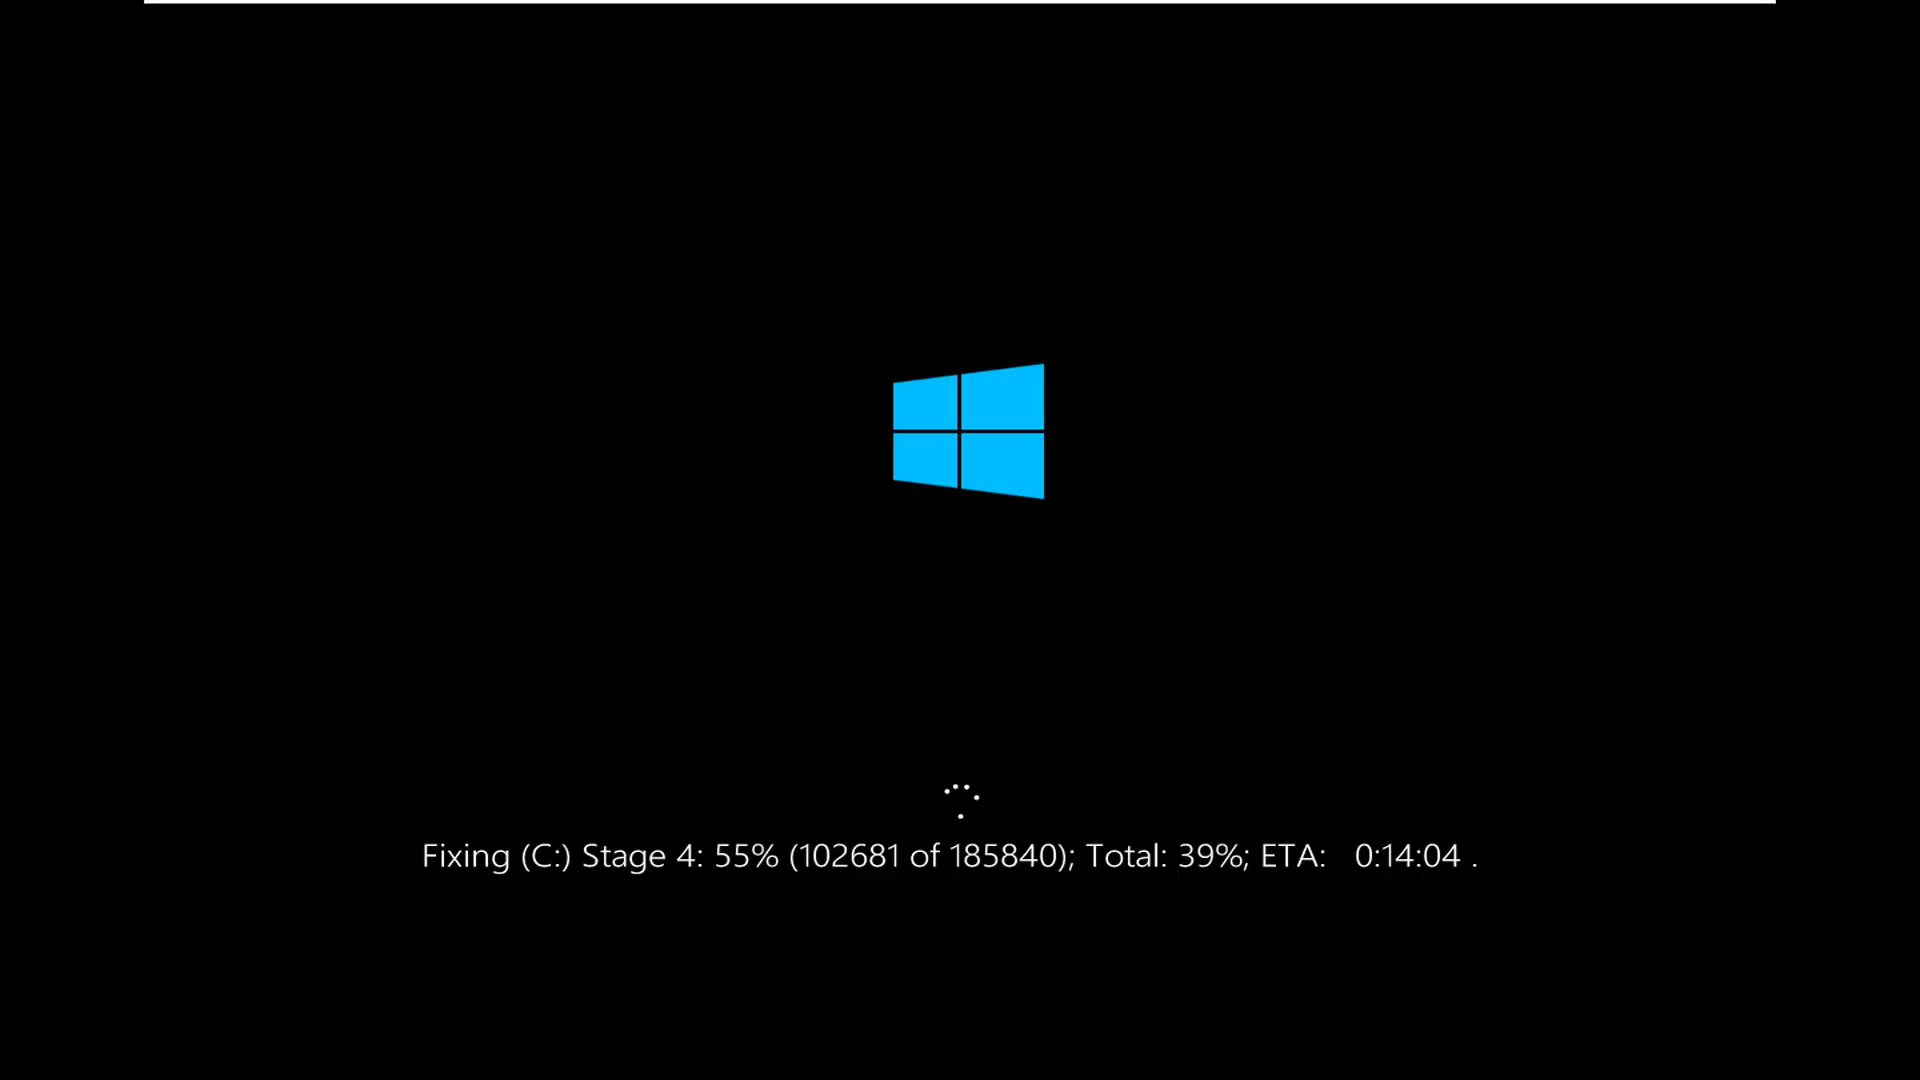 Fixing (C:) Stage 4: 55% (102681 of 185840); Total: 39%; ETA:   0:14:04 .